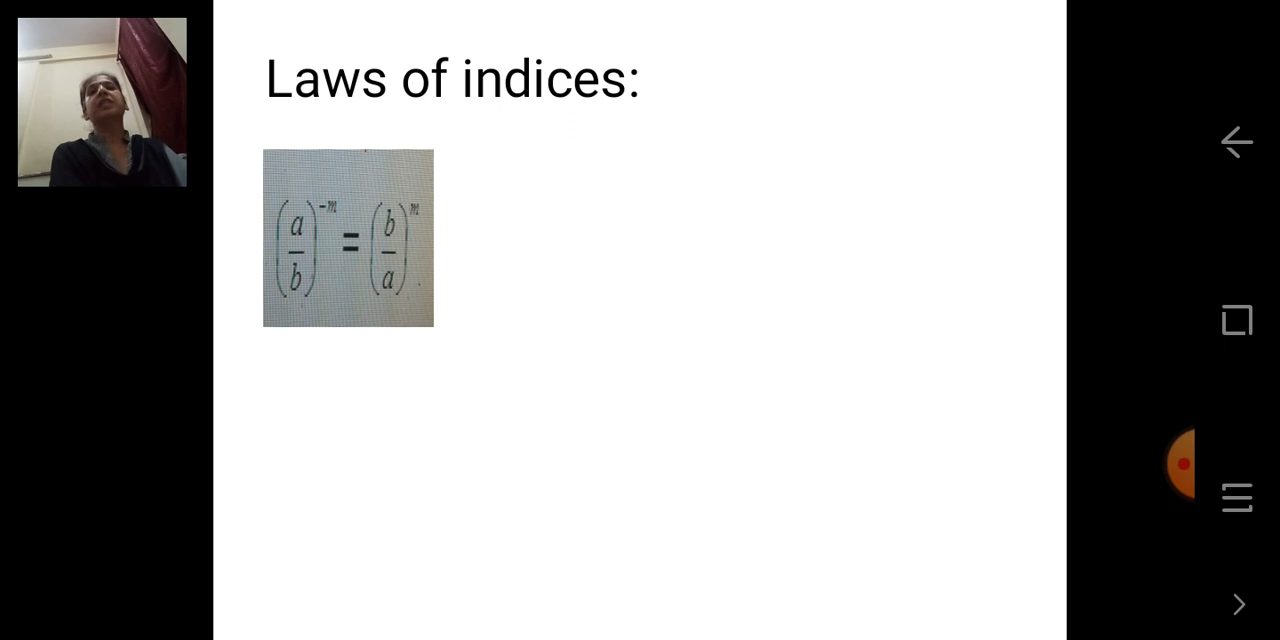 Laws of indices:
(a/b)^-m = (b/a)^m